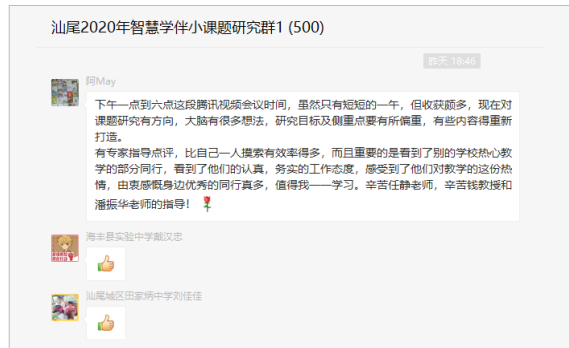 汕尾2020年智慧学伴小课题研究群1 (500)
昨天 18:46
阿May
下午一点到六点这段腾讯视频会议时间，虽然只有短短的一年，但收获颇多，现在对
课题研究有方向，大脑有很多想法，研究目标及侧重点要有所偏重，有些内容得重新
打造。
有专家指导点评，比自己一人摸索有效率得多，而且重要的是看到了别的学校热心教
学的部分同行，看到了他们的认真，务实的工作态度，感受到了他们对教学的这份热
情，由衷感慨身边优秀的同行真多，值得我一一学习。辛苦任静老师，辛苦钱教授和
潘振华老师的指导！
海丰县实验中学戴汉忠
汕尾城区田家炳中学刘佳佳